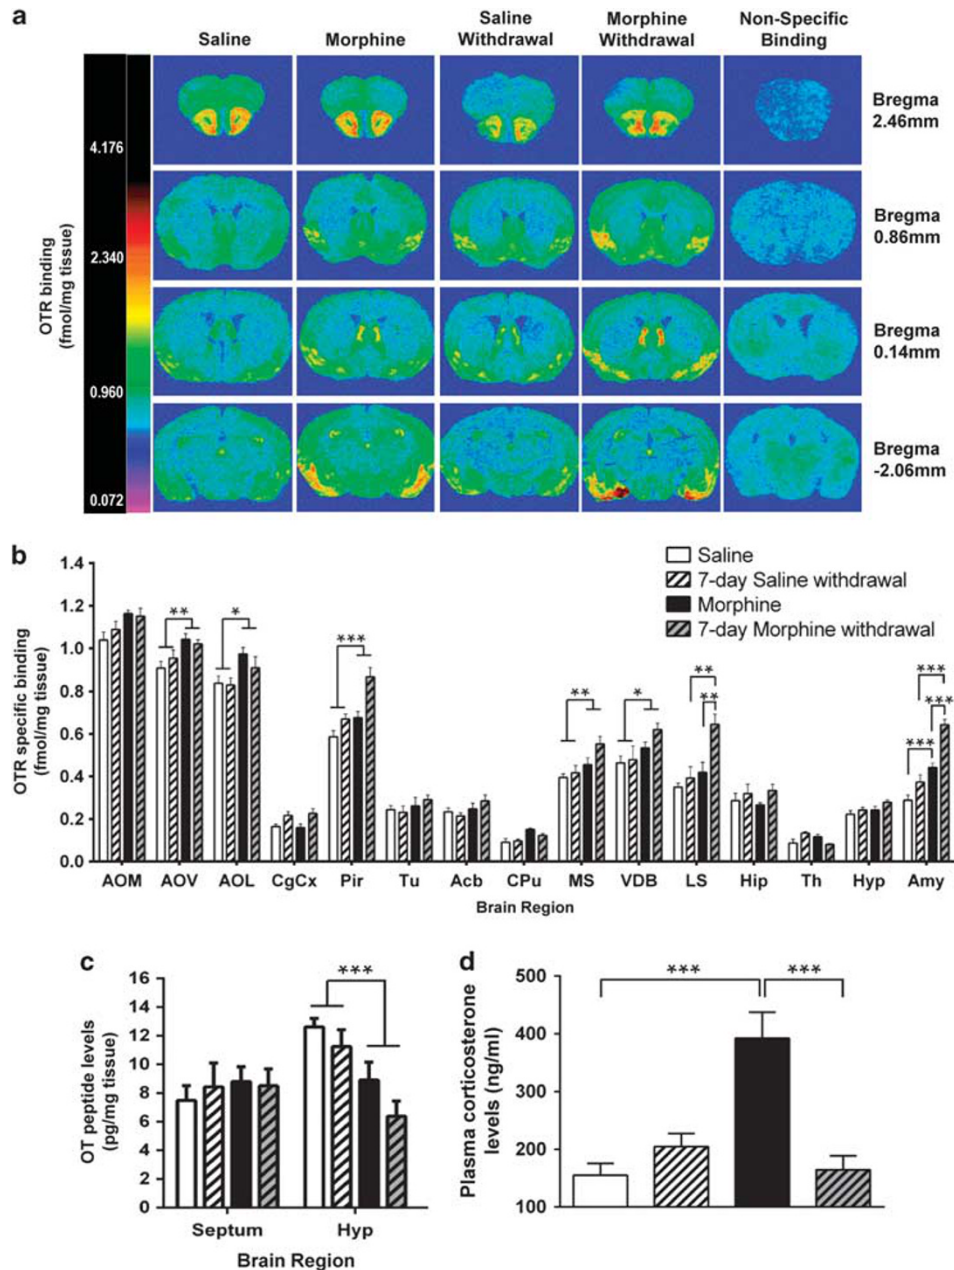 a
Saline
Morphine
Saline
Withdrawal
Morphine
Withdrawal
Non-Specific
Binding
OTR binding
(fmol/mg tissue)
4.176
2.340
0.960
0.072
Bregma
2.46mm
Bregma
0.86mm
Bregma
0.14mm
Bregma
-2.06mm
b
OTR specific binding
(fmol/mg tissue)
1.4
1.2
1.0
0.8
0.6
0.4
0.2
0.0
Saline
7-day Saline withdrawal
Morphine
7-day Morphine withdrawal
** * *** ** * ** ** *** *** ***
AOM AOV AOL CgCx Pir Tu Acb CPu MS VDB LS Hip Th Hyp Amy
Brain Region
c
OT peptide levels
(pg/mg tissue)
16
14
12
10
8
6
4
2
0
***
Septum Hyp
Brain Region
d
Plasma corticosterone
levels (ng/ml)
500
400
300
200
100
*** ***